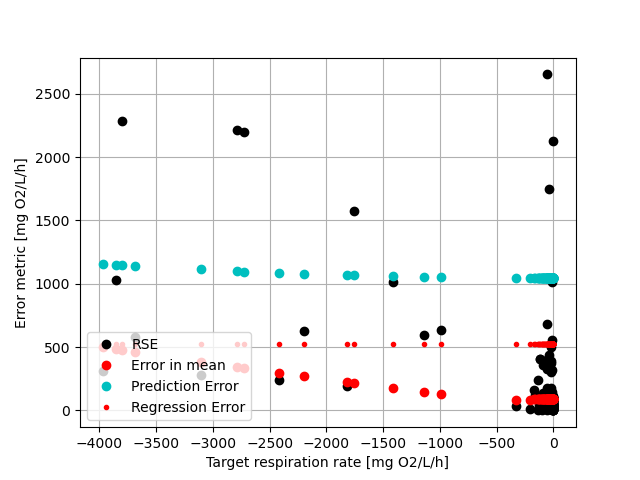 2500
2000
1500
1000
500
0
Error metric [mg O2/L/h]
RSE
Error in mean
Prediction Error
Regression Error
−4000 −3500 −3000 −2500 −2000 −1500 −1000 −500 0
Target respiration rate [mg O2/L/h]